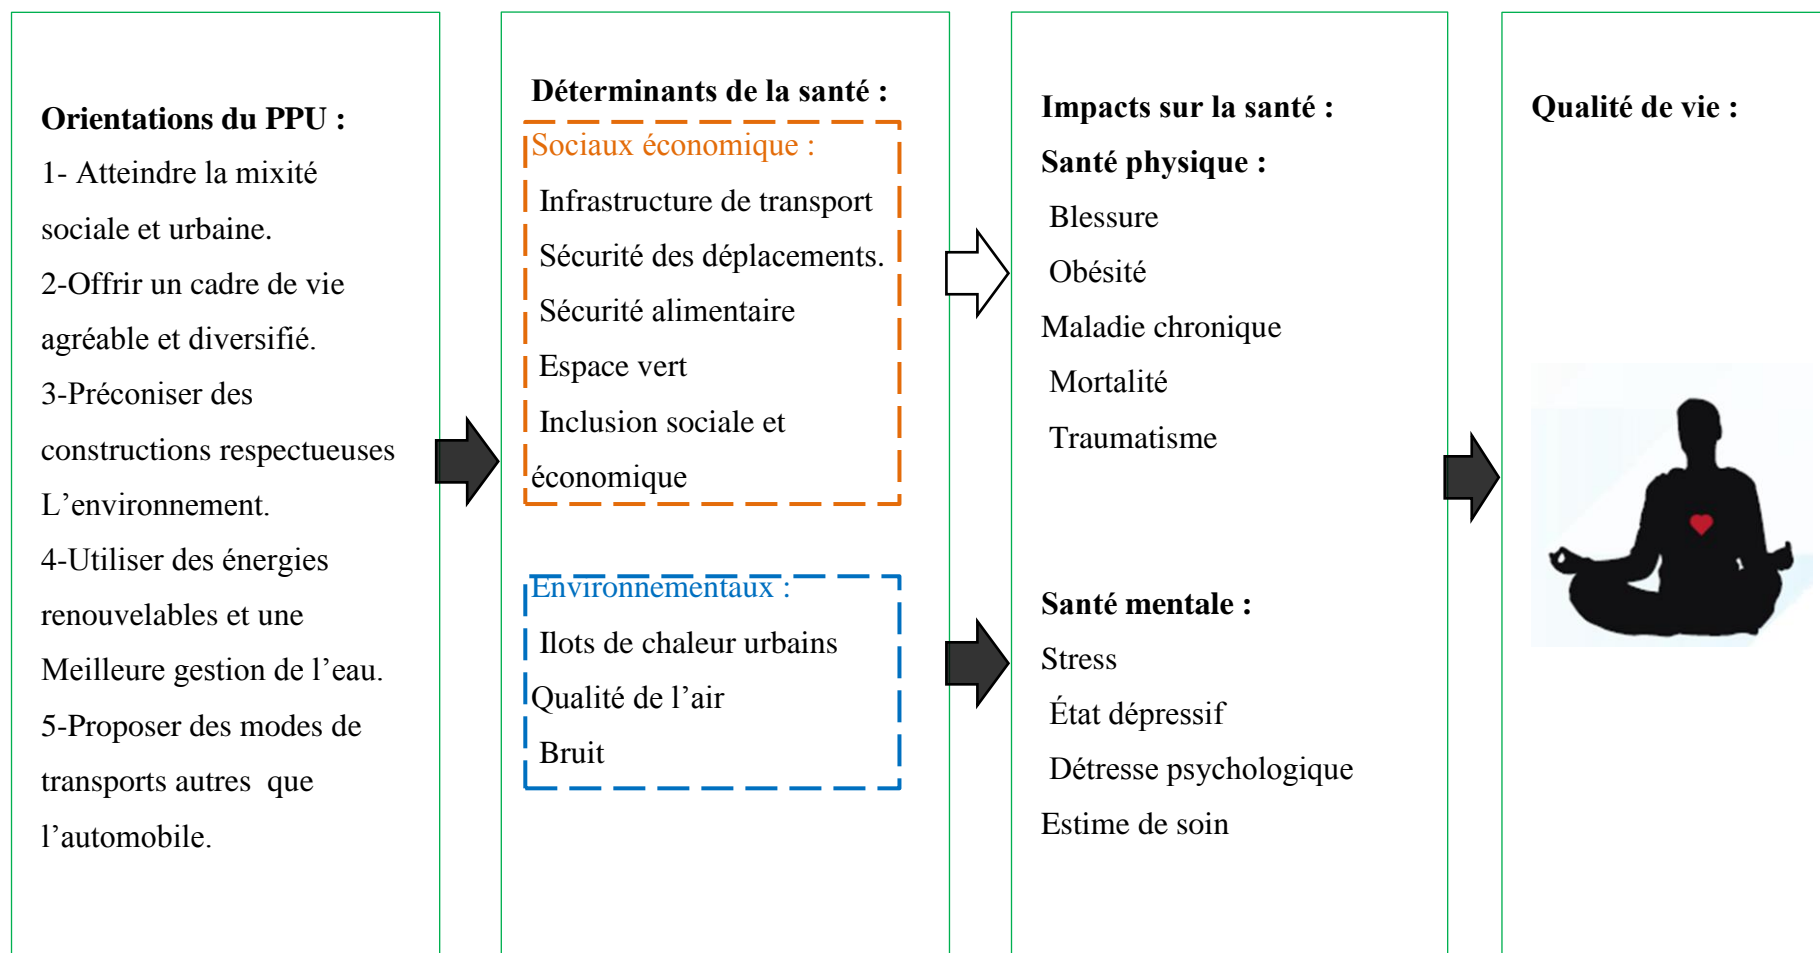 Orientations du PPU :
1- Atteindre la mixité
sociale et urbaine.
2-Offrir un cadre de vie
agréable et diversifié.
3-Préconiser des
constructions respectueuses
L’environnement.
4-Utiliser des énergies
renouvelables et une
Meilleure gestion de l’eau.
5-Proposer des modes de
transports autres que
l’automobile.
Déterminants de la santé :
Sociaux économique :
Infrastructure de transport
Sécurité des déplacements.
Sécurité alimentaire
Espace vert
Inclusion sociale et
économique
Environnementaux :
Ilots de chaleur urbains
Qualité de l’air
Bruit
Impacts sur la santé :
Santé physique :
Blessure
Obésité
Maladie chronique
Mortalité
Traumatisme
Santé mentale :
Stress
État dépressif
Détresse psychologique
Estime de soin
Qualité de vie :